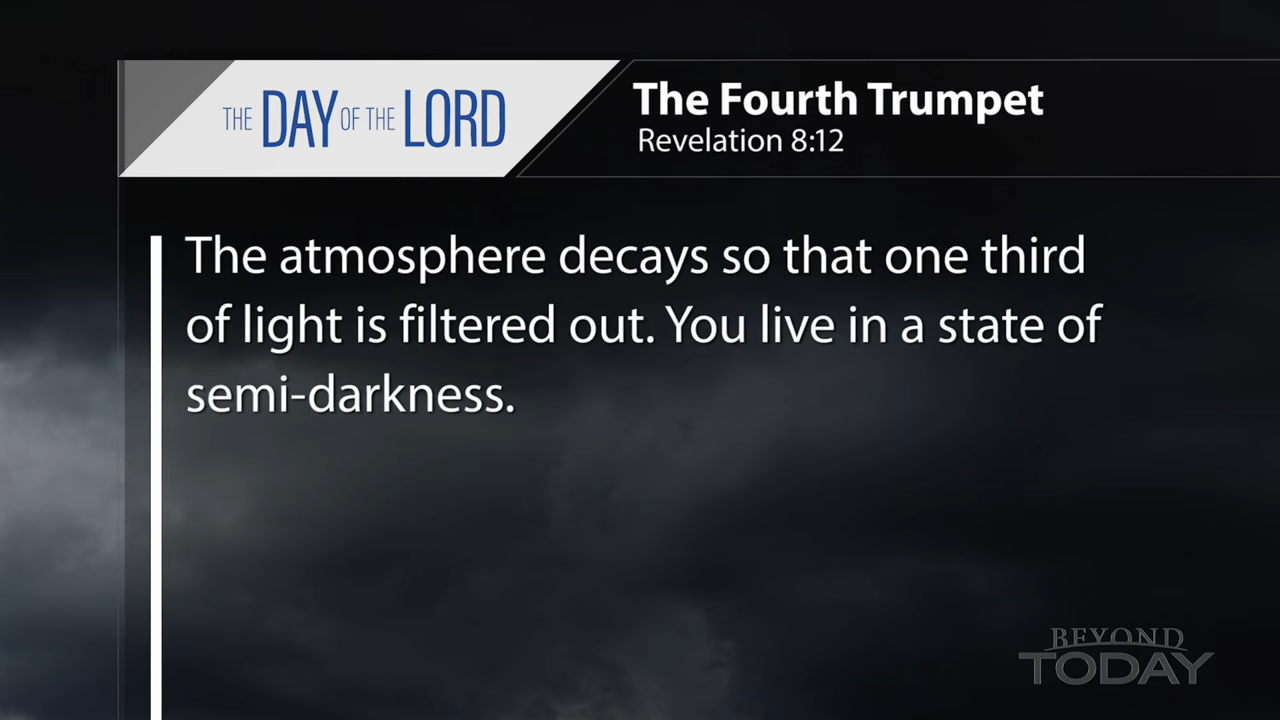 THE DAY OF THE LORD
The Fourth Trumpet
Revelation 8:12
The atmosphere decays so that one third
of light is filtered out. You live in a state of
semi-darkness.
BEYOND
TODAY